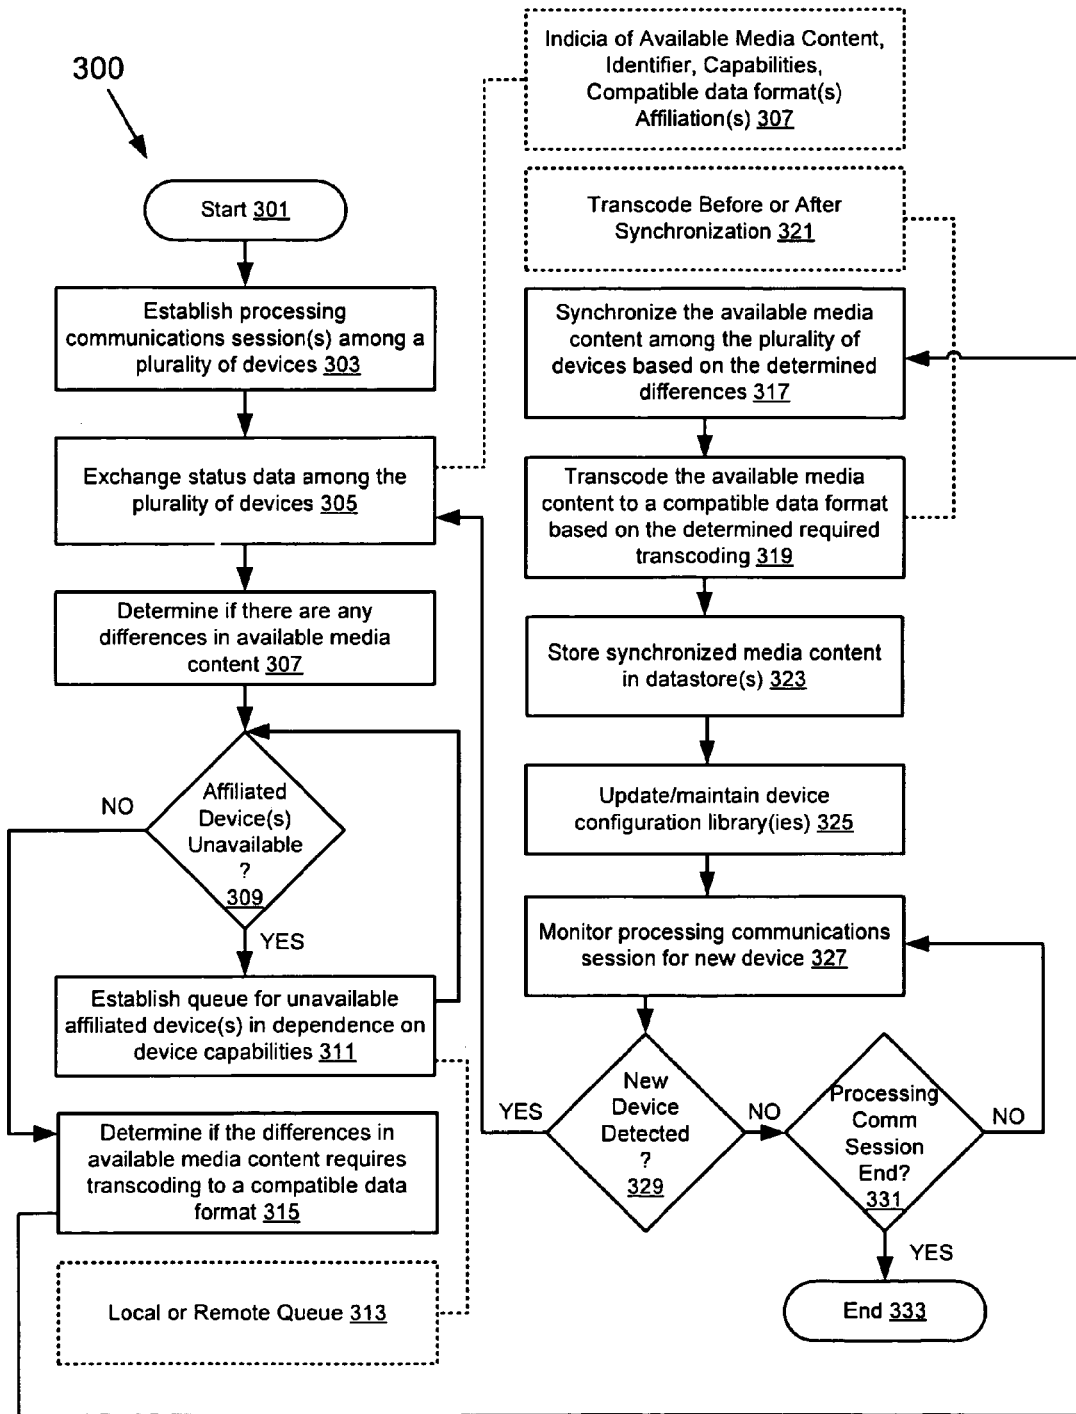 300
Start 301
Establish processing
communications session(s) among a
plurality of devices 303
Exchange status data among the
plurality of devices 305
Determine if there are any
differences in available media
content 307
Affiliated
Device(s)
Unavailable
?
309
NO
YES
Establish queue for unavailable
affiliated device(s) in dependence on
device capabilities 311
Determine if the differences in
available media content requires
transcoding to a compatible data
format 315
Local or Remote Queue 313
Indicia of Available Media Content,
Identifier, Capabilities,
Compatible data format(s)
Affiliation(s) 307
Transcode Before or After
Synchronization 321
Synchronize the available media
content among the plurality of
devices based on the determined
differences 317
Transcode the available media
content to a compatible data format
based on the determined required
transcoding 319
Store synchronized media content
in datastore(s) 323
Update/maintain device
configuration library(ies) 325
Monitor processing communications
session for new device 327
New
Device
Detected
?
329
YES
NO
Processing
Comm
Session
End?
331
NO
YES
End 333